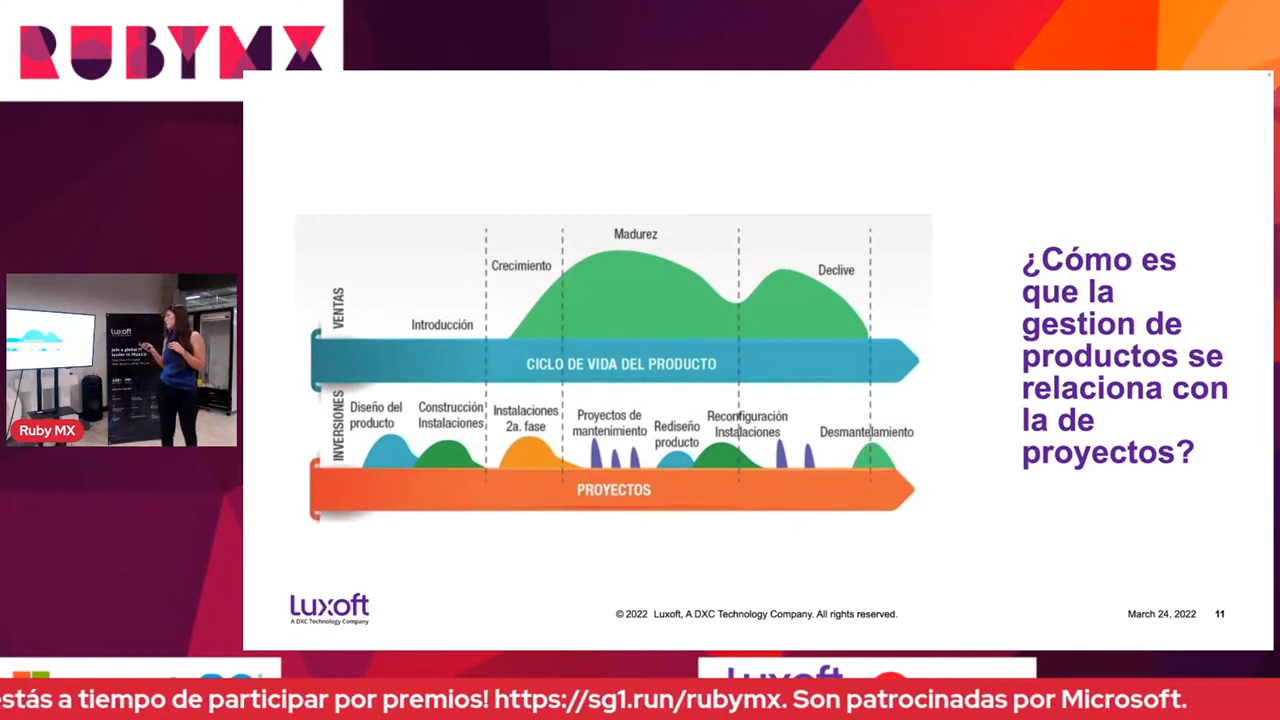 RUBYMX
Madurez
Crecimiento
Declive
VENTAS
Introducción
CICLO DE VIDA DEL PRODUCTO
INVERSIONES
Diseño del
producto
Construcción
Instalaciones
Instalaciones
2a. fase
Proyectos de
mantenimiento
Rediseño
producto
Reconfiguración
Instalaciones
Desmantelamiento
PROYECTOS
¿Cómo es
que la
gestion de
productos se
relaciona con
la de
proyectos?
Luxoft
Ruby MX
Luxoft
A DXC Technology Company
© 2022 Luxoft, A DXC Technology Company. All rights reserved.
March 24, 2022 11
Luxoft
estás a tiempo de participar por premios! https://sg1.run/rubymx. Son patrocinadas por Microsoft.